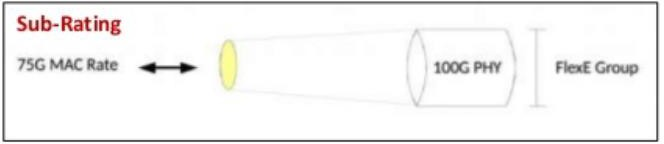 Sub-Rating
75G MAC Rate
100G PHY
FlexE Group